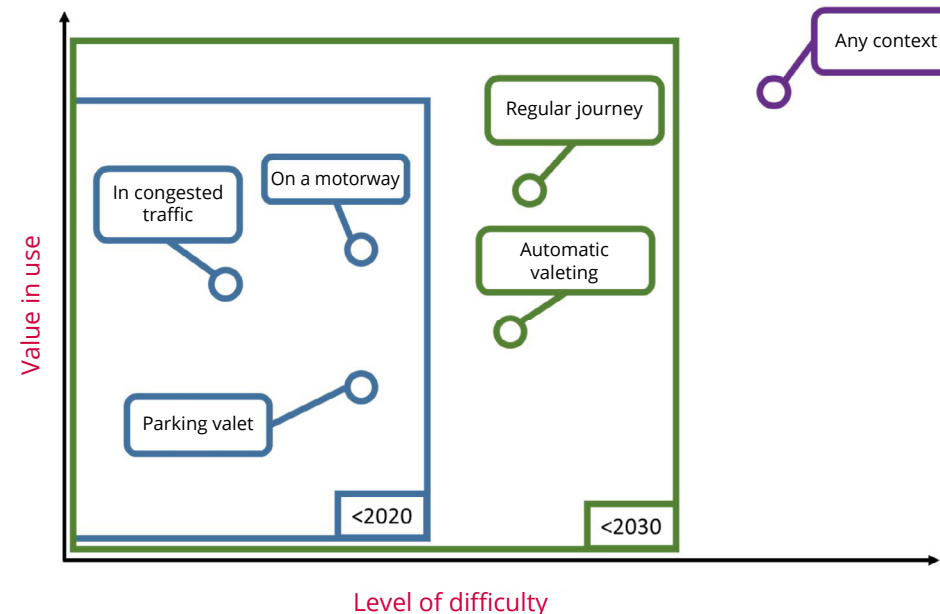 Any context
Regular journey
In congested
traffic
On a motorway
Automatic
valeting
Parking valet
<2020
<2030
Value in use
Level of difficulty